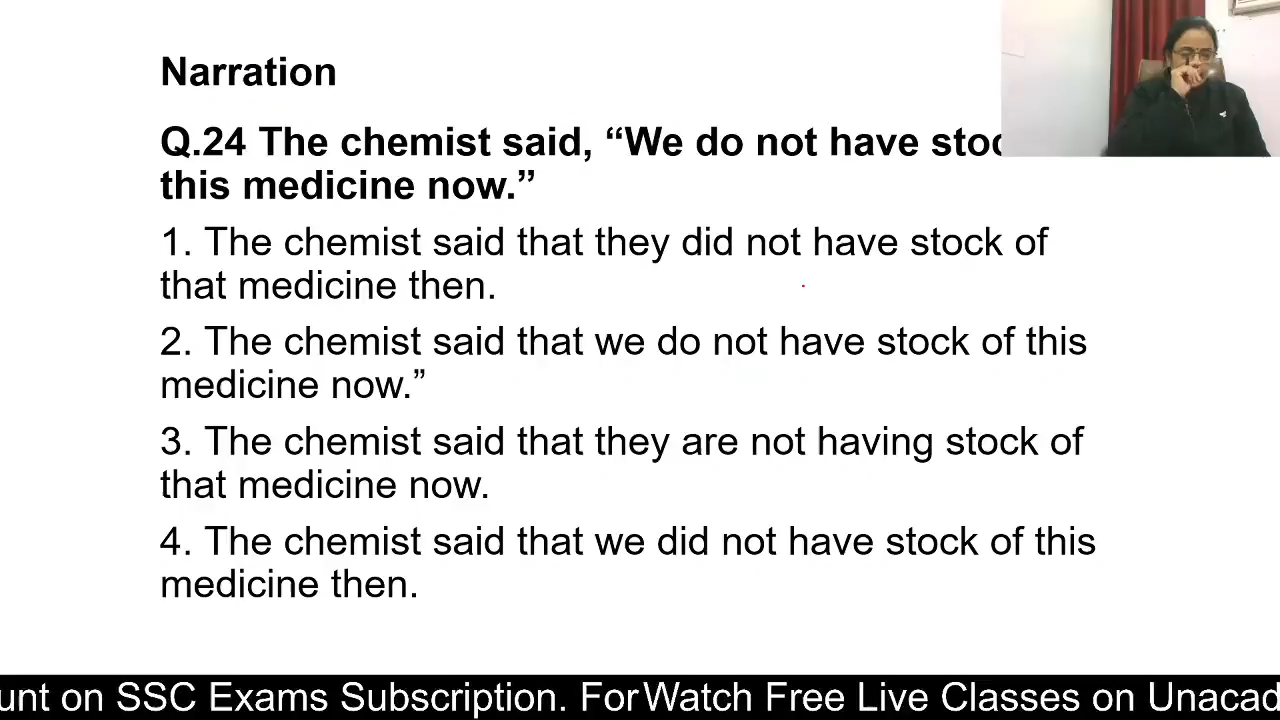 Narration
Q.24 The chemist said, “We do not have
this medicine now.”
1. The chemist said that they did not have stock of
that medicine then.
2. The chemist said that we do not have stock of this
medicine now.”
3. The chemist said that they are not having stock of
that medicine now.
4. The chemist said that we did not have stock of this
medicine then.
on SSC Exams Subscription. For Watch Free Live Classes on